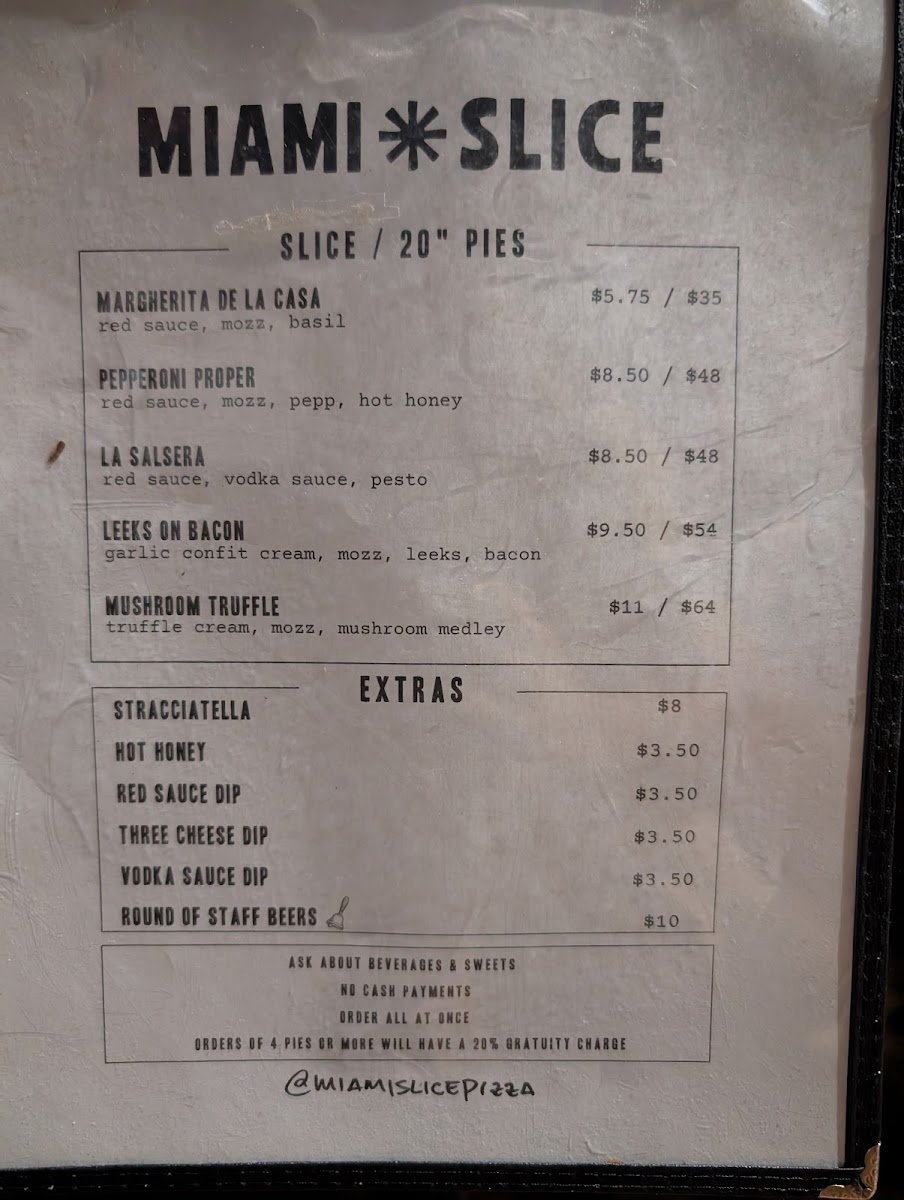 MIAMI * SLICE
SLICE / 20" PIES
MARGHERITA DE LA CASA $5.75 / $35
red sauce, mozz, basil
PEPPERONI PROPER $8.50 / $48
red sauce, mozz, pepp, hot honey
LA SALSERA $8.50 / $48
red sauce, vodka sauce, pesto
LEEKS ON BACON $9.50 / $54
garlic confit cream, mozz, leeks, bacon
MUSHROOM TRUFFLE $11 / $64
truffle cream, mozz, mushroom medley
EXTRAS
STRACCIATELLA $8
HOT HONEY $3.50
RED SAUCE DIP $3.50
THREE CHEESE DIP $3.50
VODKA SAUCE DIP $3.50
ROUND OF STAFF BEERS $10
ASK ABOUT BEVERAGES & SWEETS
NO CASH PAYMENTS
ORDER ALL AT ONCE
ORDERS OF 4 PIES OR MORE WILL HAVE A 20% GRATUITY CHARGE
@MIAMISLICEPIZZA